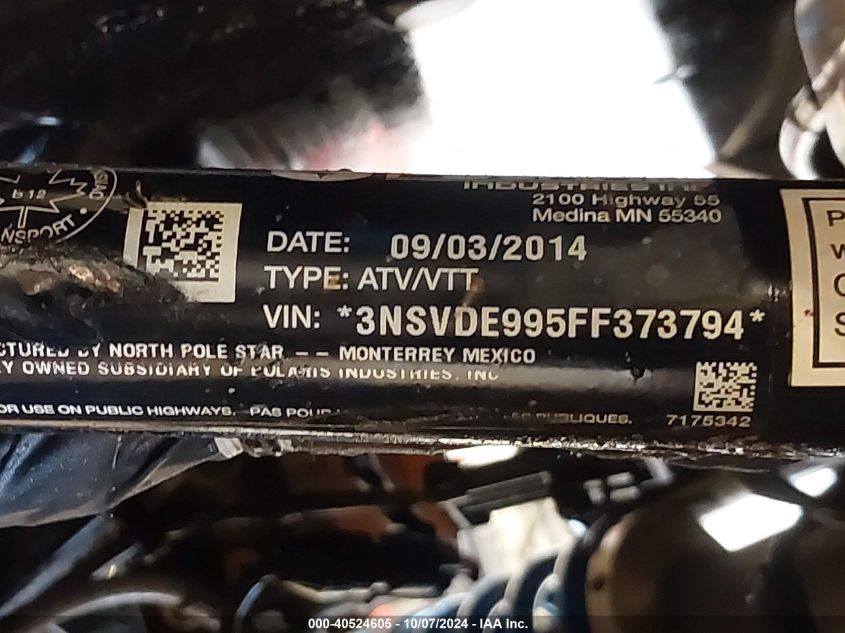 INDUSTRIES INC
2100 Highway 55
Medina MN 55340
DATE: 09/03/2014
TYPE: ATV/VTT
VIN: *3NSVDE995FF373794*
BY NORTH POLE STAR -- MONTERREY MEXICO
OWNED SUBSIDIARY OF POLARIS INDUSTRIES, INC
OR USE ON PUBLIC HIGHWAYS. PAS PUBLIQUES.
7175342
000-40524605 - 10/07/2024 - IAA Inc.